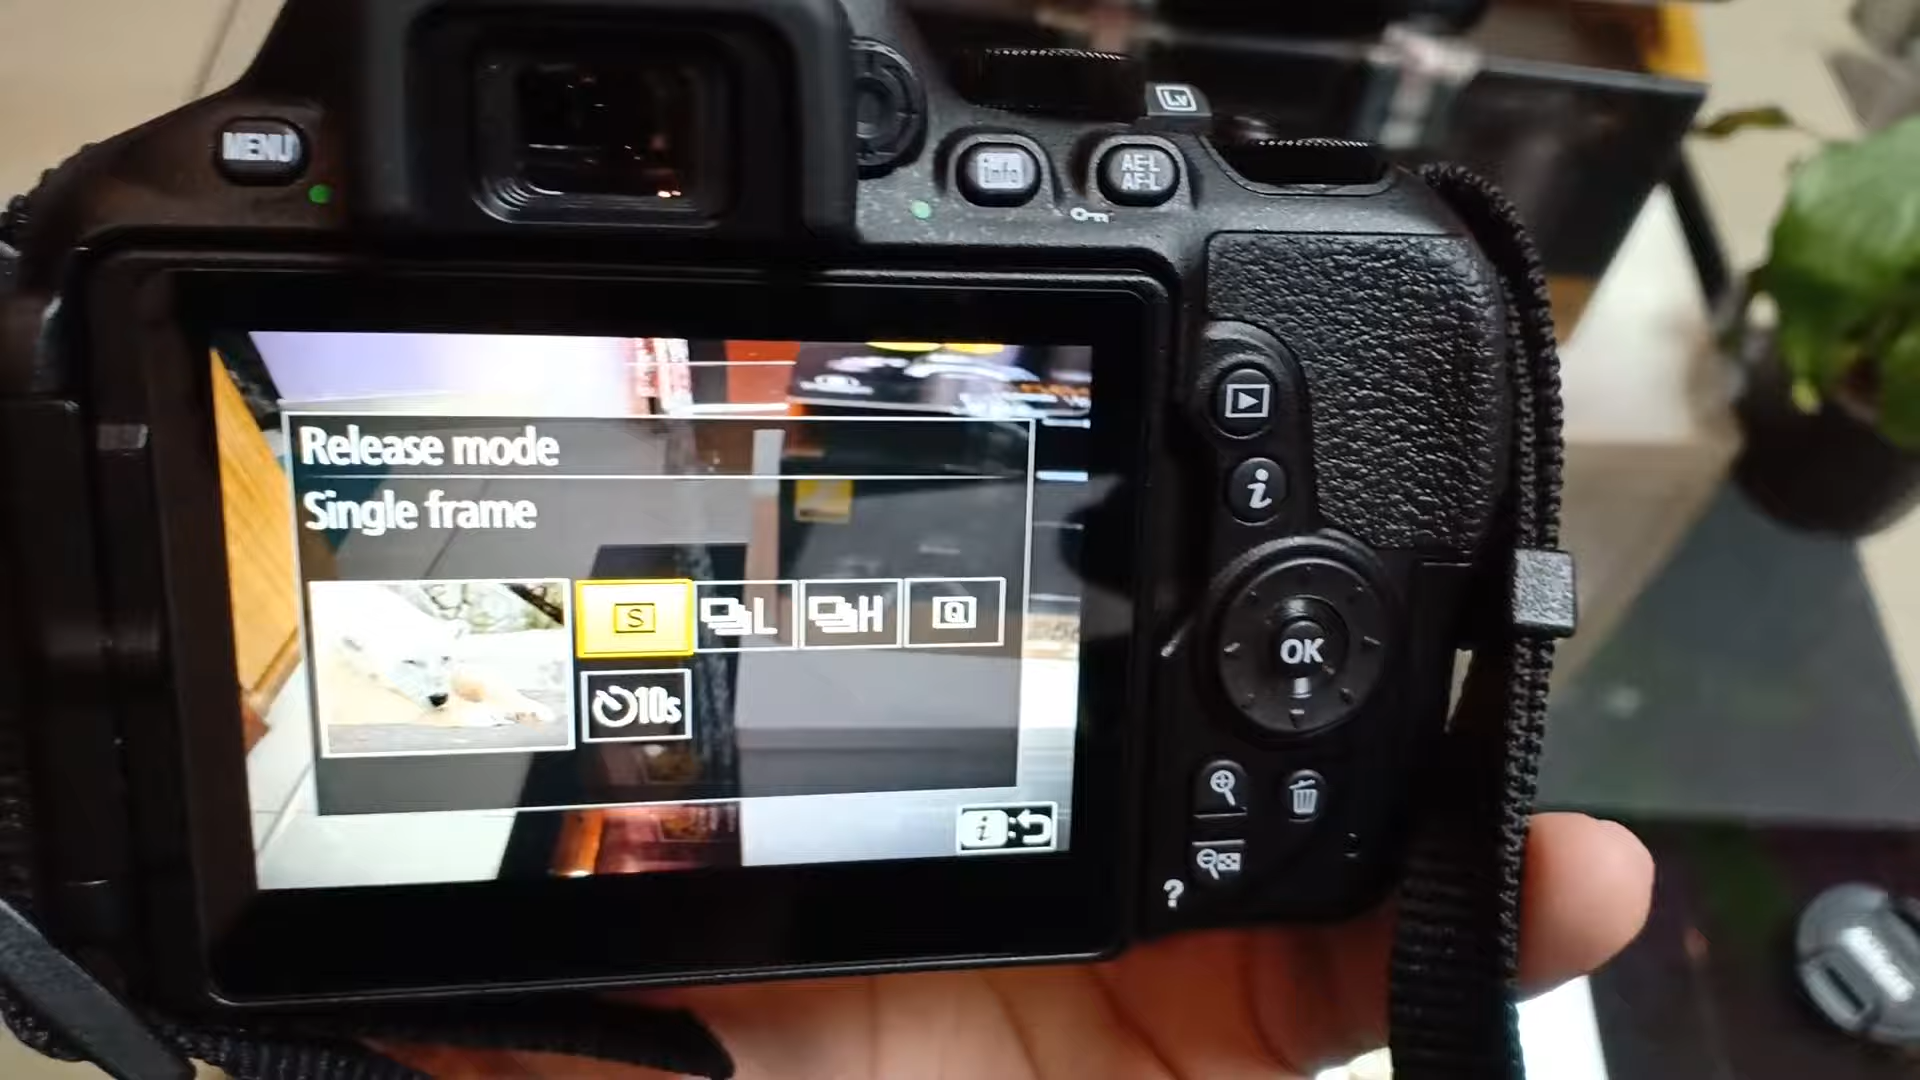 Lv
MENU
info
AE-L
AF-L
Release mode
Single frame
S
L
H
Q
10s
i
i
OK
?